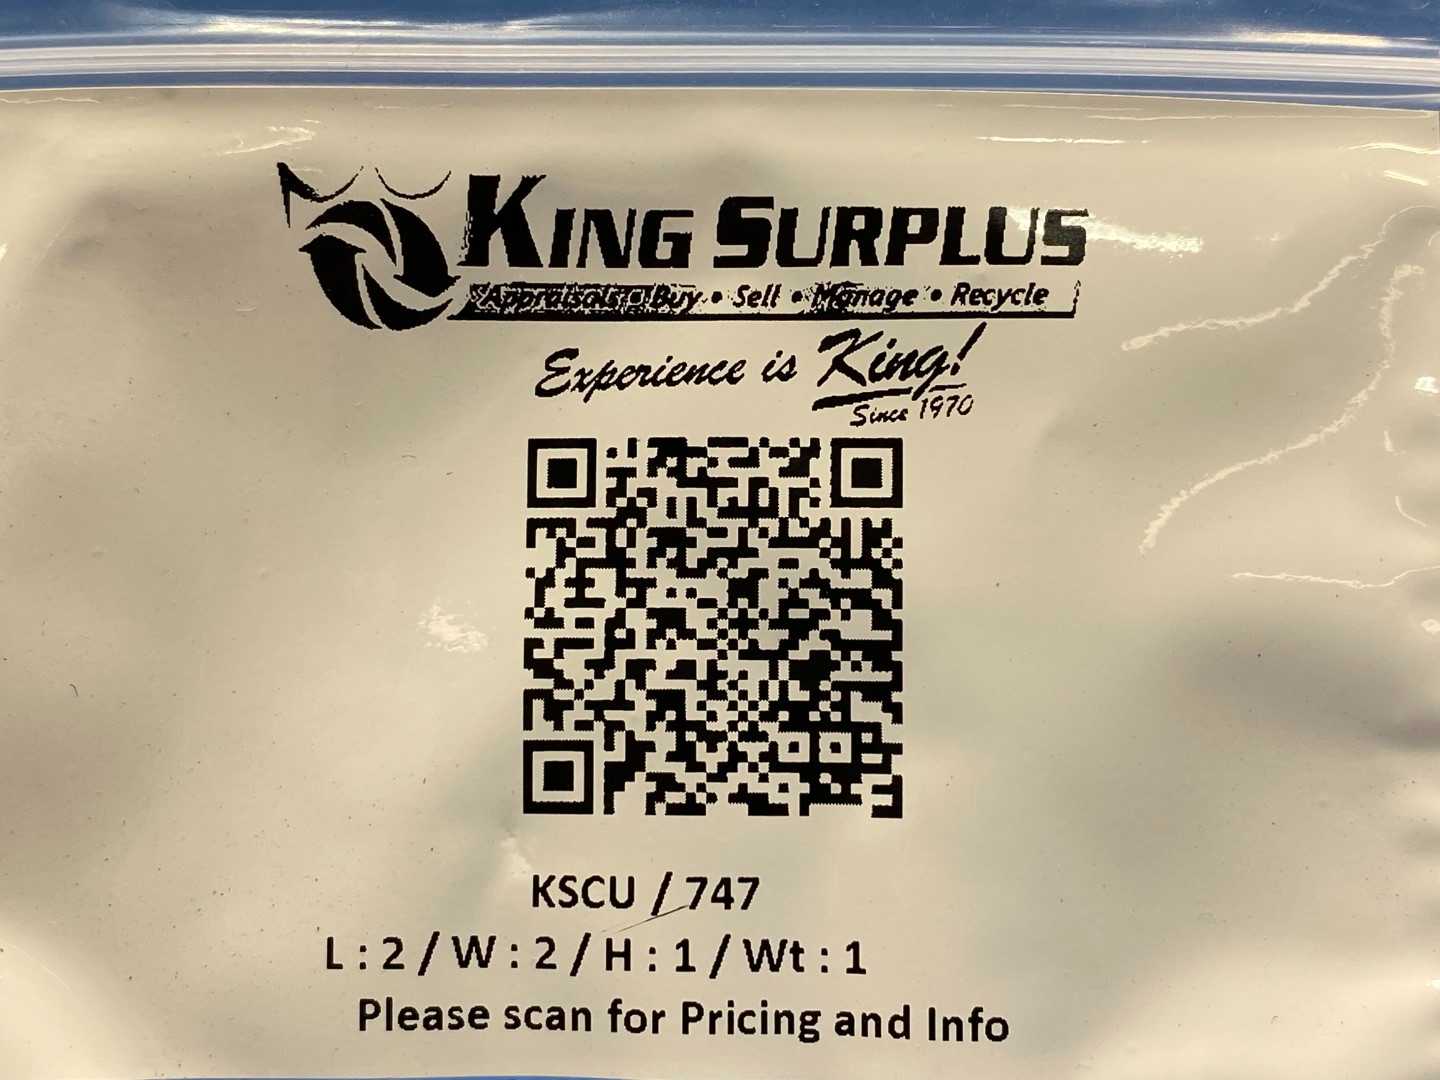 KING SURPLUS
Appraisals • Buy • Sell • Manage • Recycle
Experience is King!
Since 1970
KSCU / 747
L : 2 / W : 2 / H : 1 / Wt : 1
Please scan for Pricing and Info